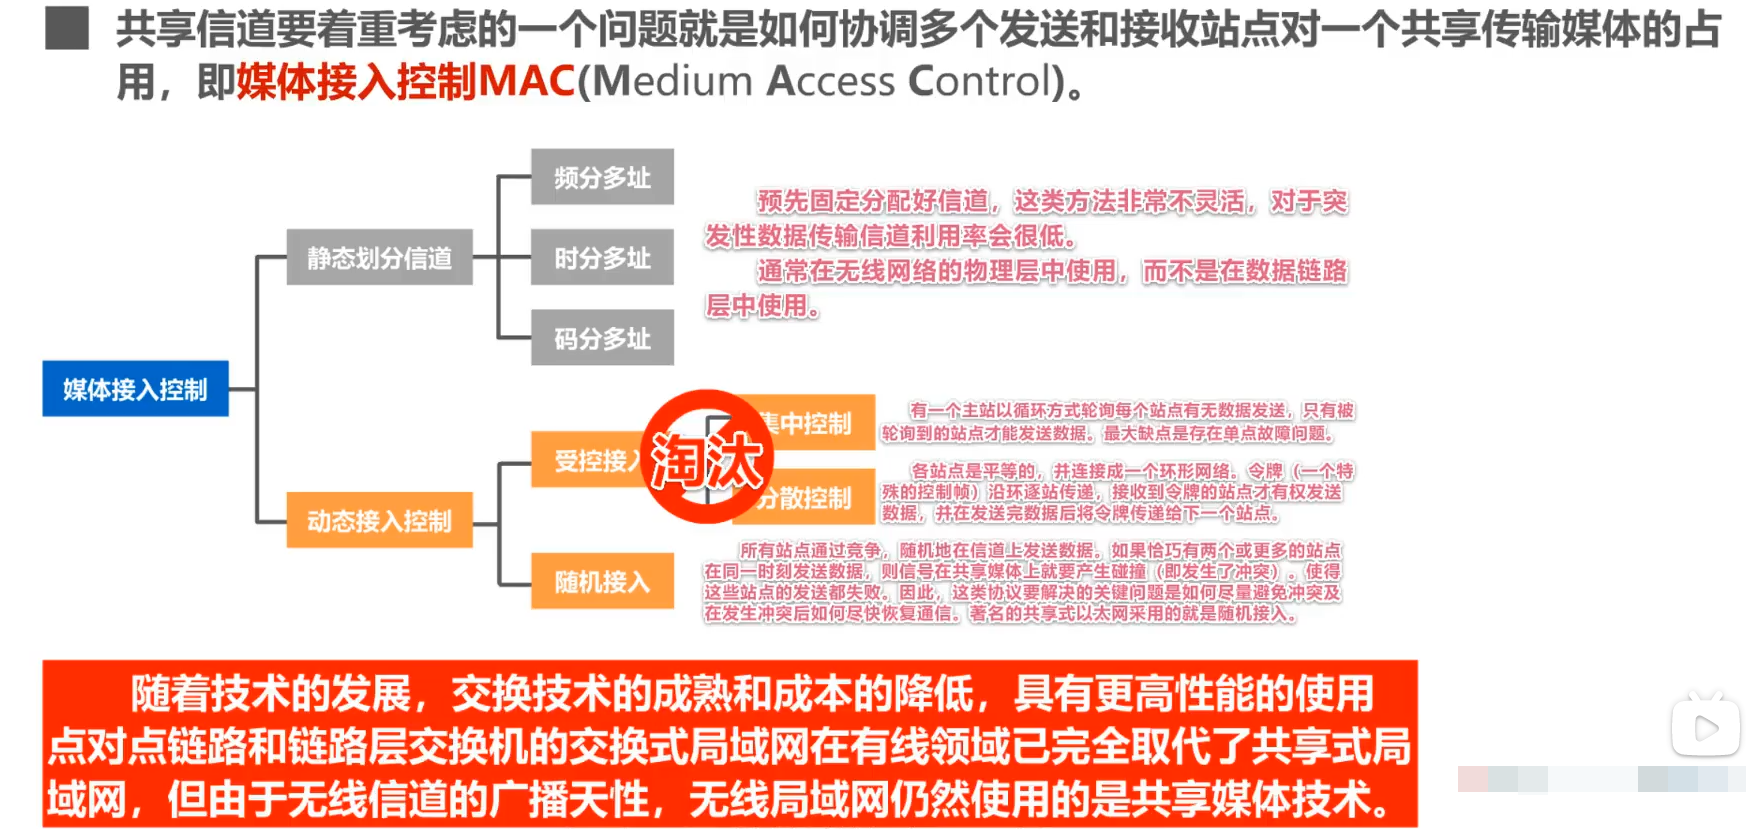 共享信道要着重考虑的一个问题就是如何协调多个发送和接收站点对一个共享传输媒体的占
用，即媒体接入控制MAC(Medium Access Control)。
频分多址
预先固定分配好信道，这类方法非常不灵活，对于突
发性数据传输信道利用率会很低。
静态划分信道
时分多址
通常在无线网络的物理层中使用，而不是在数据链路
层中使用。
码分多址
媒体接入控制
集中控制
有一个主站以循环方式轮询每个站点有无数据发送，只有被
轮询到的站点才能发送数据。最大缺点是存在单点故障问题。
受控接入
淘汰
分散控制
各站点是平等的，并连接成一个环形网络。令牌（一个特
殊的控制帧）沿环逐站传递，接收到令牌的站点才有权发送
数据，并在发送完数据后将令牌传递给下一个站点。
动态接入控制
随机接入
所有站点通过竞争，随机地在信道上发送数据。如果恰巧有两个或更多的站点
在同一时刻发送数据，则信号在共享媒体上就要产生碰撞（即发生了冲突）。使得
这些站点的发送都失败。因此，这类协议要解决的关键问题是如何尽量避免冲突及
在发生冲突后如何尽快恢复通信。著名的共享式以太网采用的就是随机接入。
随着技术的发展，交换技术的成熟和成本的降低，具有更高性能的使用
点对点链路和链路层交换机的交换式局域网在有线领域已完全取代了共享式局
域网，但由于无线信道的广播天性，无线局域网仍然使用的是共享媒体技术。